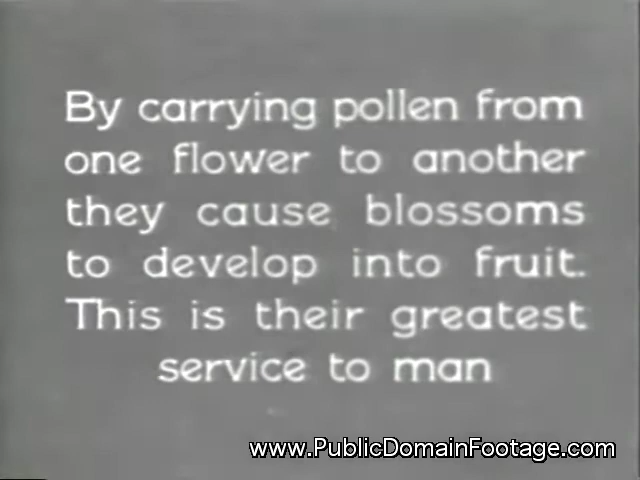 By carrying pollen from
one flower to another
they cause blossoms
to develop into fruit.
This is their greatest
service to man
www.PublicDomainFootage.com